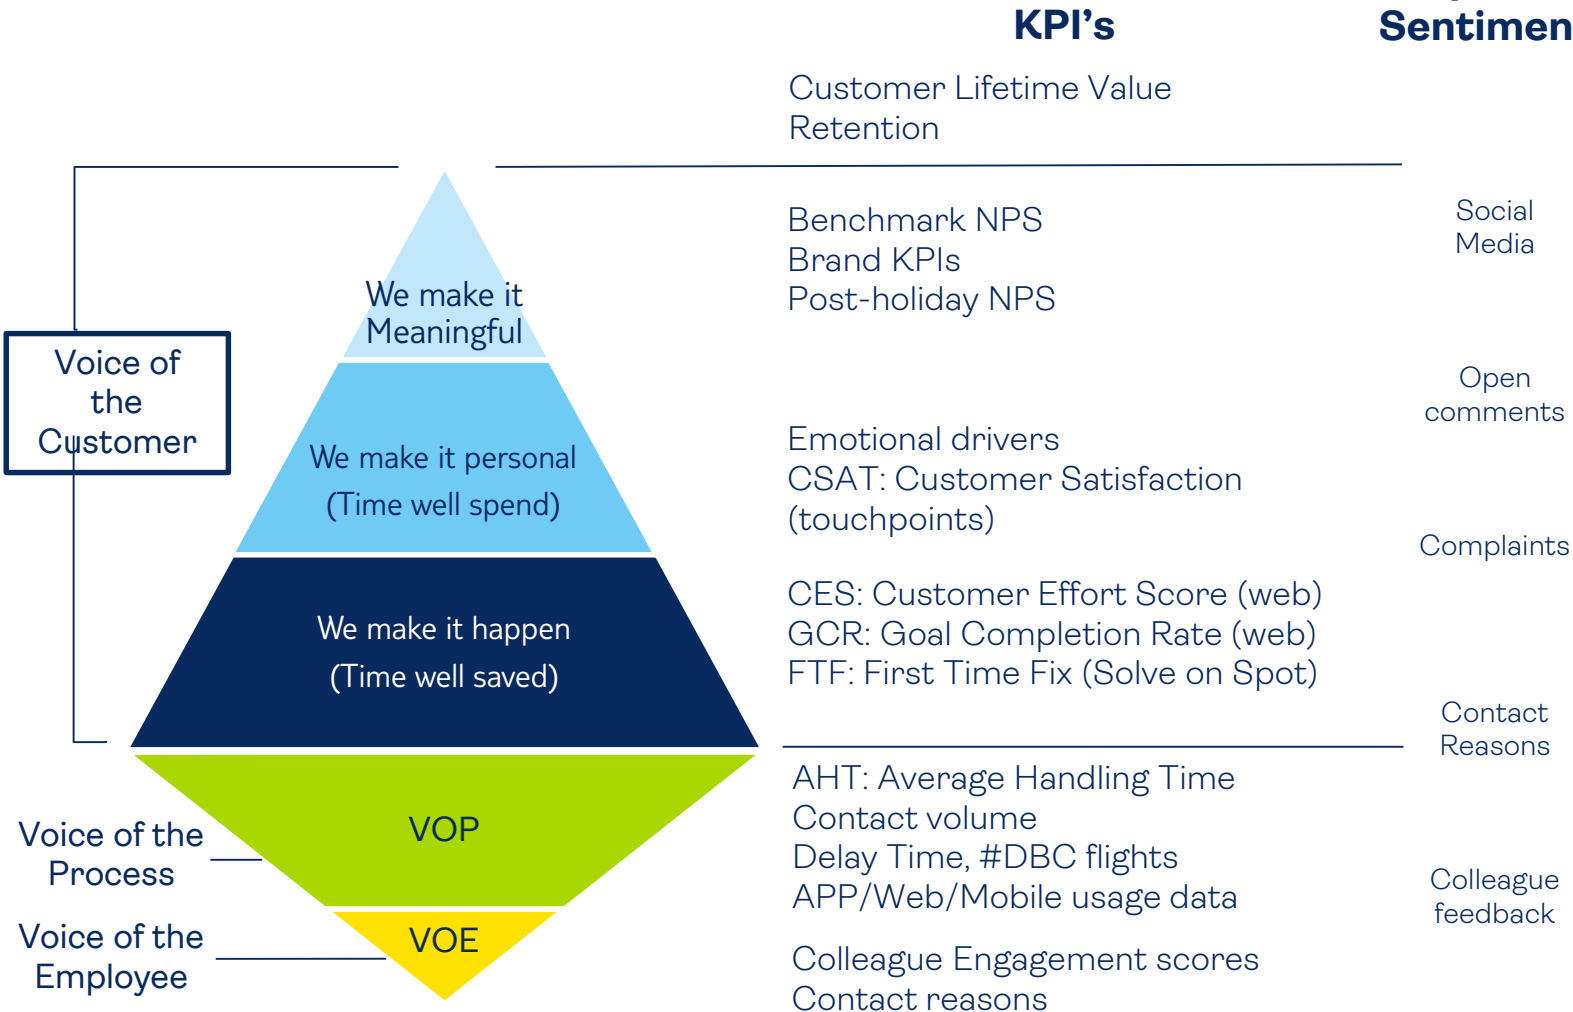 KPI's
Sentimen
Customer Lifetime Value
Retention
Benchmark NPS
Brand KPIs
Post-holiday NPS
Social
Media
We make it
Meaningful
Voice of
the
Customer
Open
comments
We make it personal
(Time well spend)
Emotional drivers
CSAT: Customer Satisfaction
(touchpoints)
Complaints
We make it happen
(Time well saved)
CES: Customer Effort Score (web)
GCR: Goal Completion Rate (web)
FTF: First Time Fix (Solve on Spot)
Contact
Reasons
Voice of the
Process
VOP
AHT: Average Handling Time
Contact volume
Delay Time, #DBC flights
APP/Web/Mobile usage data
Colleague
feedback
Voice of the
Employee
VOE
Colleague Engagement scores
Contact reasons